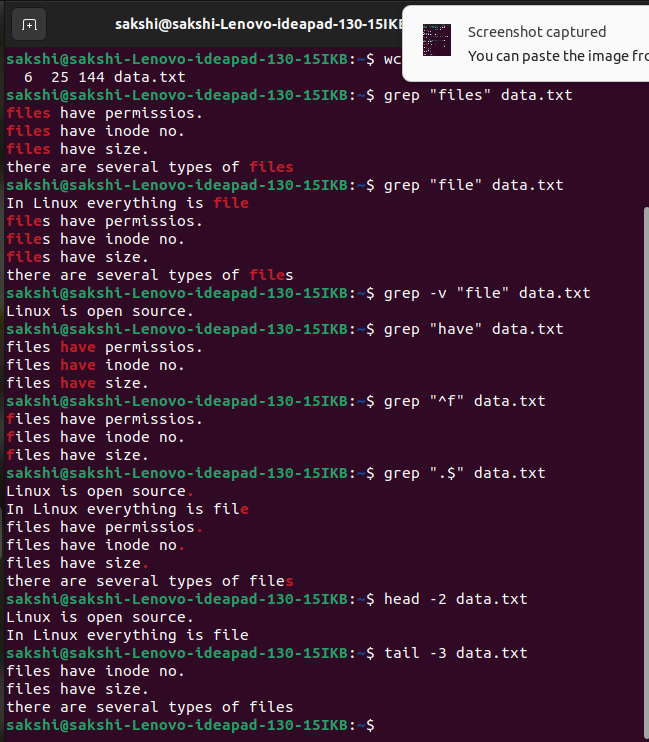 sakshi@sakshi-Lenovo-ideapad-130-15IK
Screenshot captured
You can paste the image fro
sakshi@sakshi-Lenovo-ideapad-130-15IKB:~$ wc
  6  25 144 data.txt
sakshi@sakshi-Lenovo-ideapad-130-15IKB:~$ grep "files" data.txt
files have permissios.
files have inode no.
files have size.
there are several types of files
sakshi@sakshi-Lenovo-ideapad-130-15IKB:~$ grep "file" data.txt
In Linux everything is file
files have permissios.
files have inode no.
files have size.
there are several types of files
sakshi@sakshi-Lenovo-ideapad-130-15IKB:~$ grep -v "file" data.txt
Linux is open source.
sakshi@sakshi-Lenovo-ideapad-130-15IKB:~$ grep "have" data.txt
files have permissios.
files have inode no.
files have size.
sakshi@sakshi-Lenovo-ideapad-130-15IKB:~$ grep "^f" data.txt
files have permissios.
files have inode no.
files have size.
sakshi@sakshi-Lenovo-ideapad-130-15IKB:~$ grep ".$" data.txt
Linux is open source.
In Linux everything is file
files have permissios.
files have inode no.
files have size.
there are several types of files
sakshi@sakshi-Lenovo-ideapad-130-15IKB:~$ head -2 data.txt
Linux is open source.
In Linux everything is file
sakshi@sakshi-Lenovo-ideapad-130-15IKB:~$ tail -3 data.txt
files have inode no.
files have size.
there are several types of files
sakshi@sakshi-Lenovo-ideapad-130-15IKB:~$